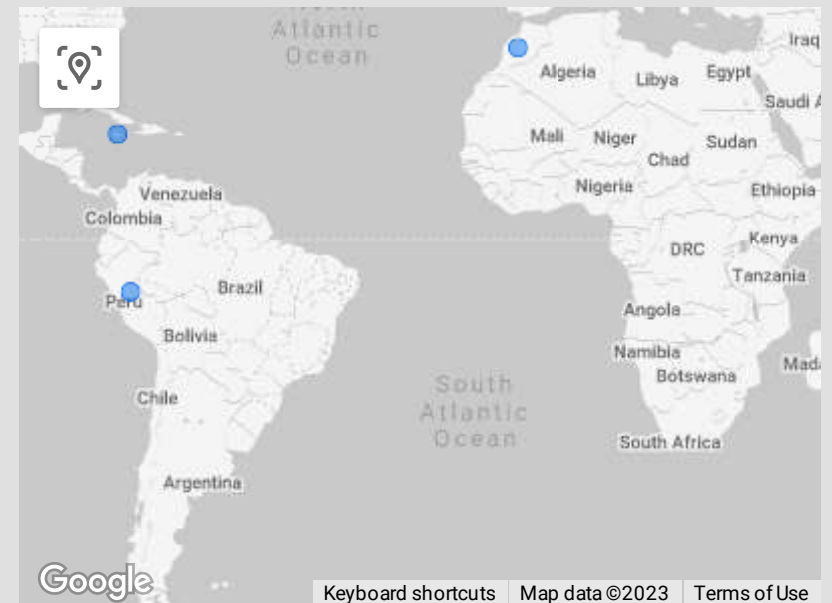 Atlantic
Ocean
Iraq
Algeria
Libya
Egypt
Saudi
Mali
Niger
Sudan
Chad
Venezuela
Nigeria
Ethiopia
Colombia
DRC
Kenya
Tanzania
Brazil
Peru
Angola
Bolivia
Namibia
Mad
Botswana
South
Atlantic
Ocean
Chile
South Africa
Argentina
Google
Keyboard shortcuts
Map data ©2023
Terms of Use